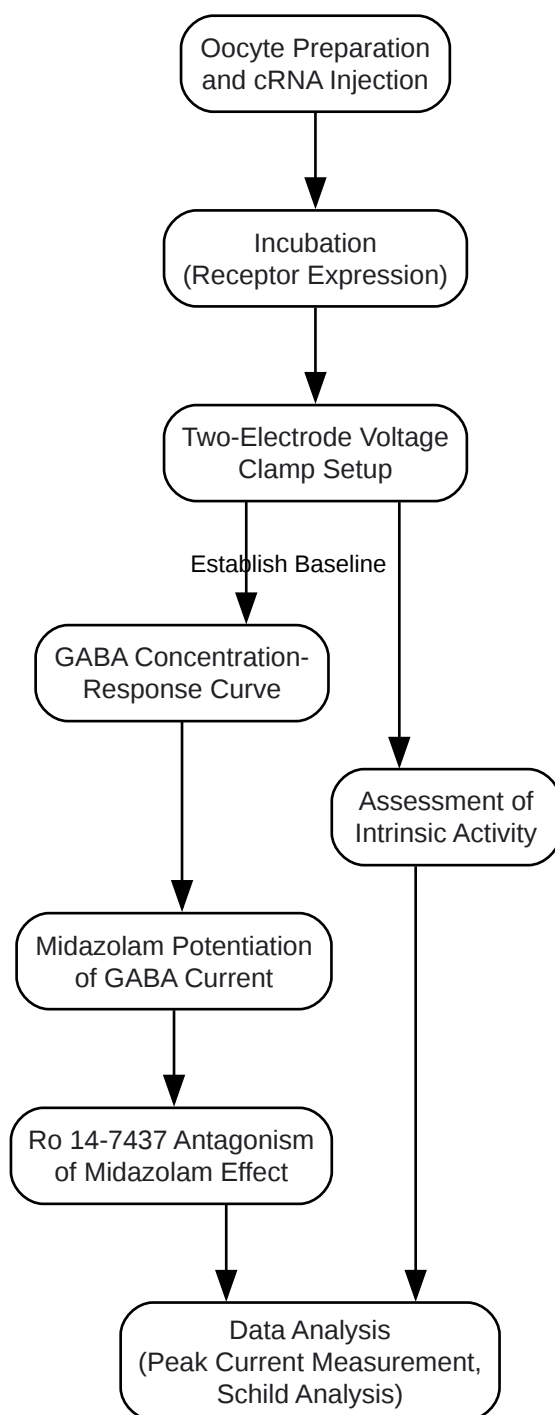 Oocyte Preparation
and cRNA Injection
Incubation
(Receptor Expression)
Two-Electrode Voltage
Clamp Setup
Establish Baseline
GABA Concentration-
Response Curve
Assessment of
Intrinsic Activity
Midazolam Potentiation
of GABA Current
Ro 14-7437 Antagonism
of Midazolam Effect
Data Analysis
(Peak Current Measurement,
Schild Analysis)